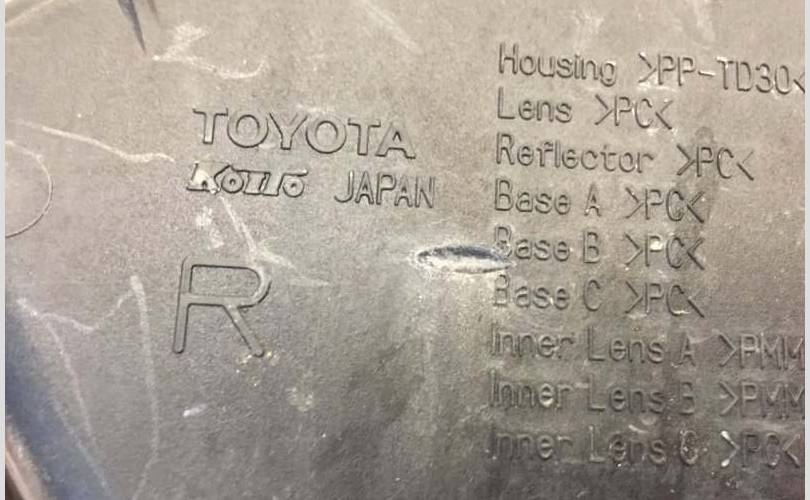 TOYOTA
KOITO JAPAN
R
Housing >PP-TD30<
Lens >PC<
Reflector >PC<
Base A >PC<
Base B >PC<
Base C >PC<
Inner Lens A >PMM
Inner Lens B >PMM
Inner Lens C >PC<